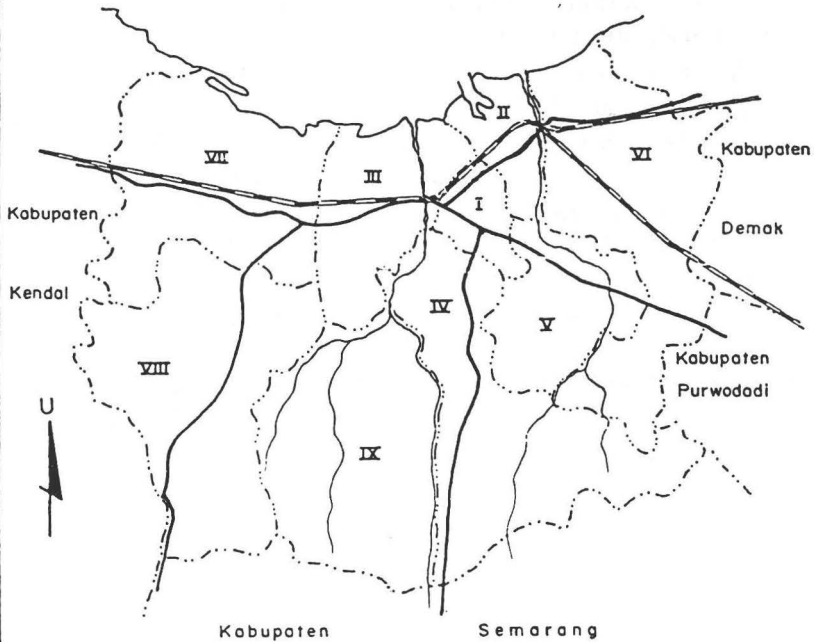 II
VII
III
VI
Kabupaten
I
Kabupaten
Demak
Kendal
IV
V
VIII
Kabupaten
Purwodadi
U
IX
Kabupaten Semarang